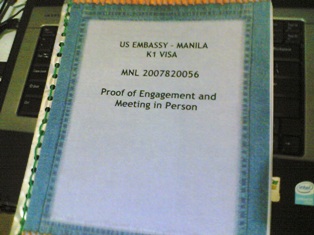 US EMBASSY - MANILA
K1 VISA
MNL 2007820056
Proof of Engagement and
Meeting in Person